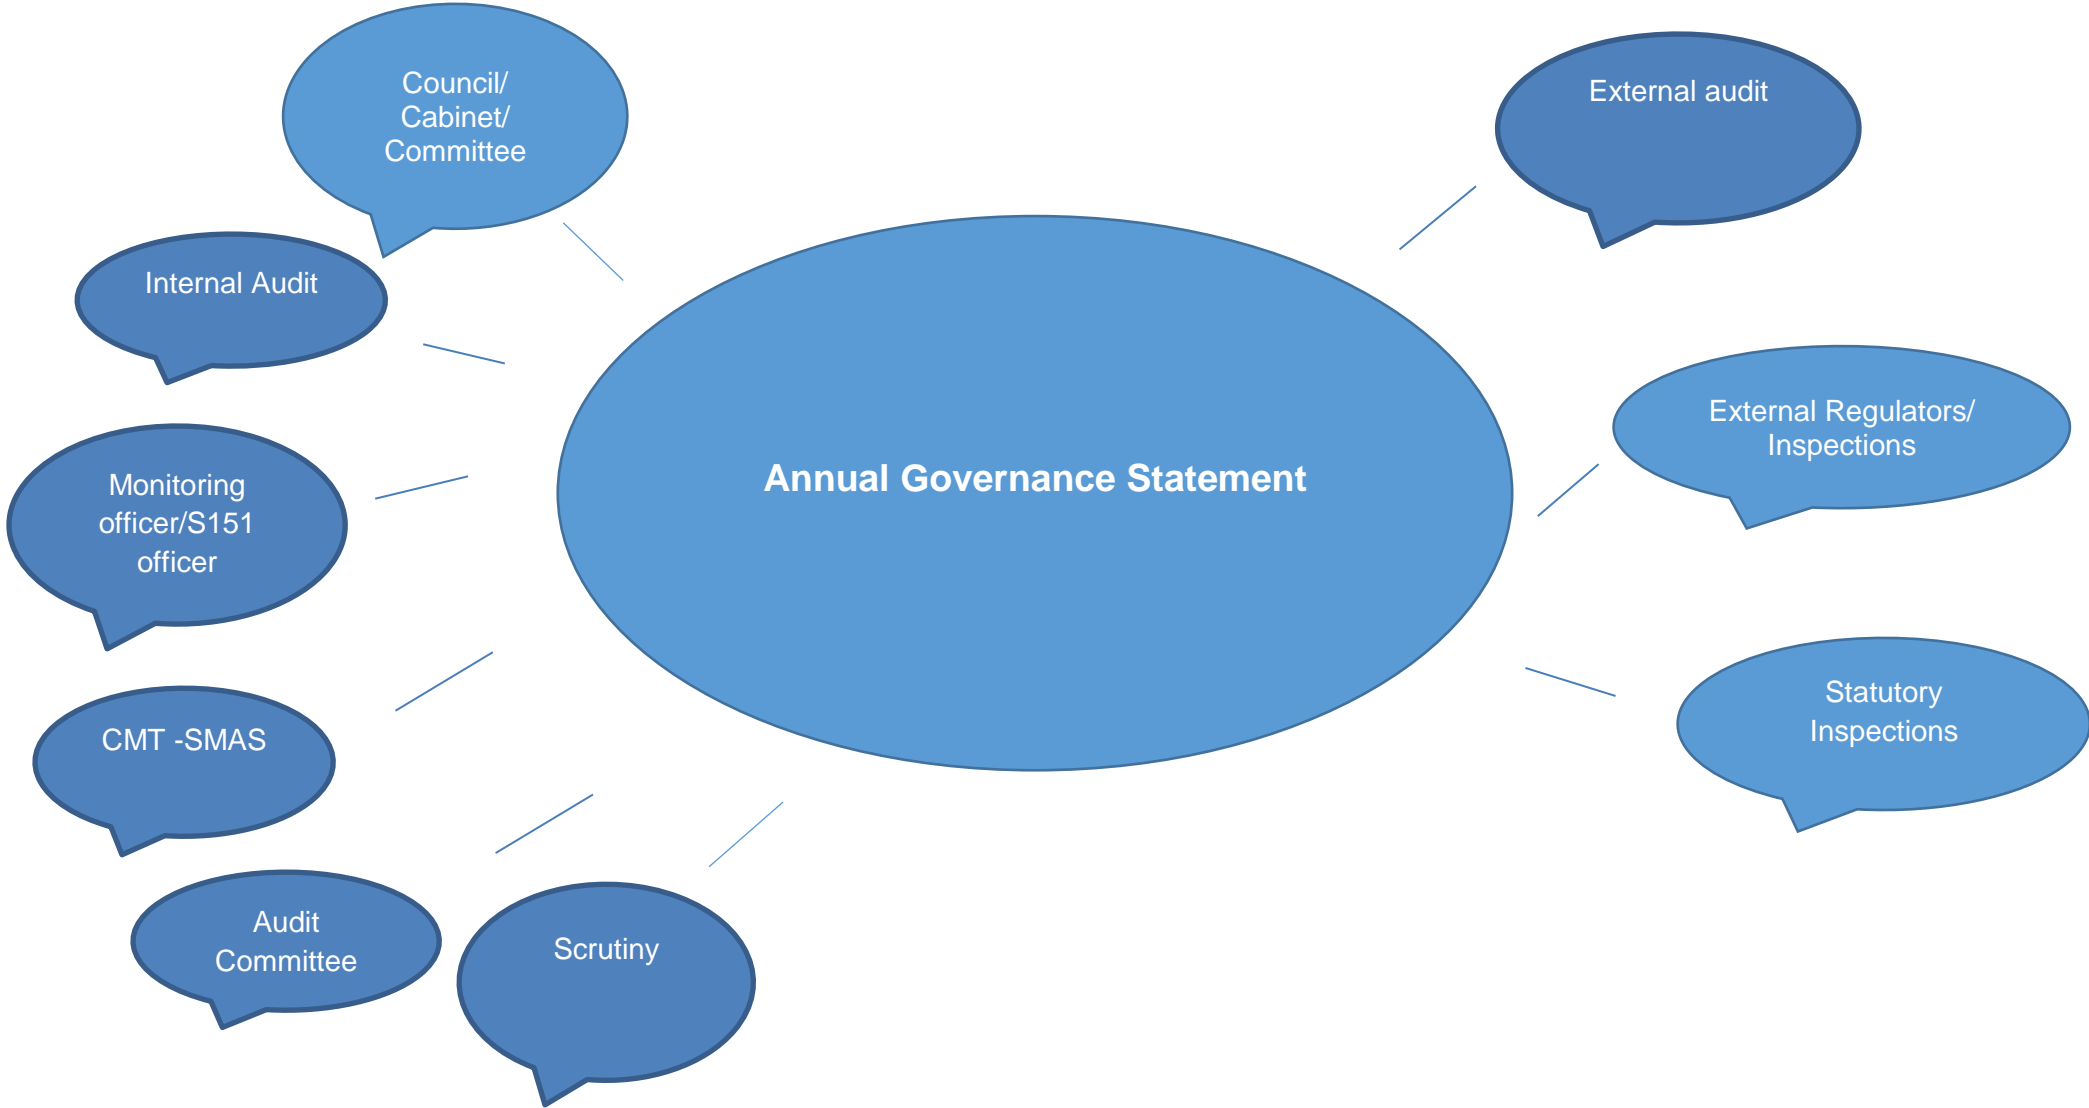 Council/
Cabinet/
Committee
External audit
Internal Audit
External Regulators/
Inspections
Annual Governance Statement
Monitoring
officer/S151
officer
Statutory
Inspections
CMT -SMAS
Audit
Committee
Scrutiny